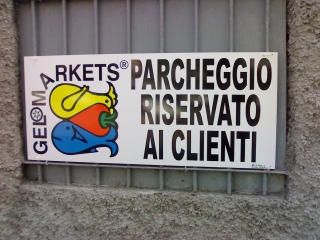 GELOMARKETS®
PARCHEGGIO
RISERVATO
AI CLIENTI